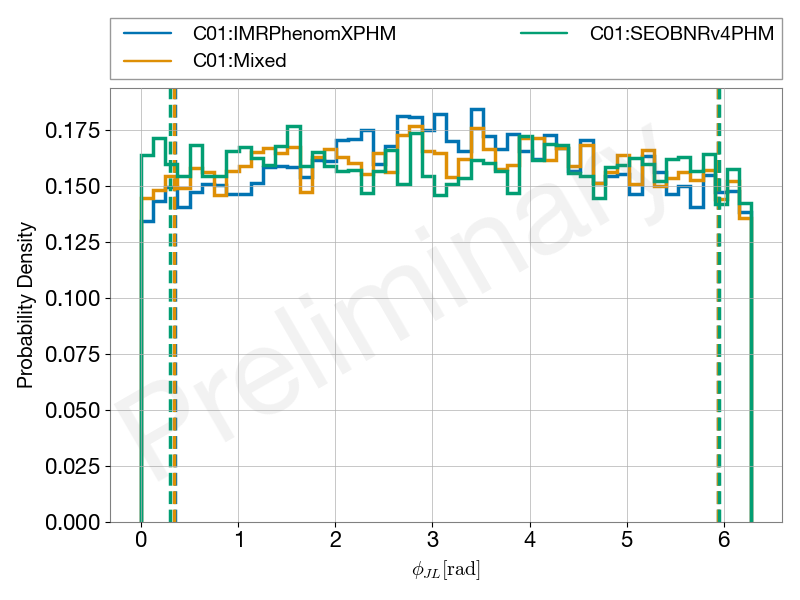 C01:IMRPhenomXPHM
C01:Mixed
C01:SEOBNRv4PHM
Preliminary
Probability Density
0.175
0.150
0.125
0.100
0.075
0.050
0.025
0.000
0 1 2 3 4 5 6
ϕ_JL[rad]